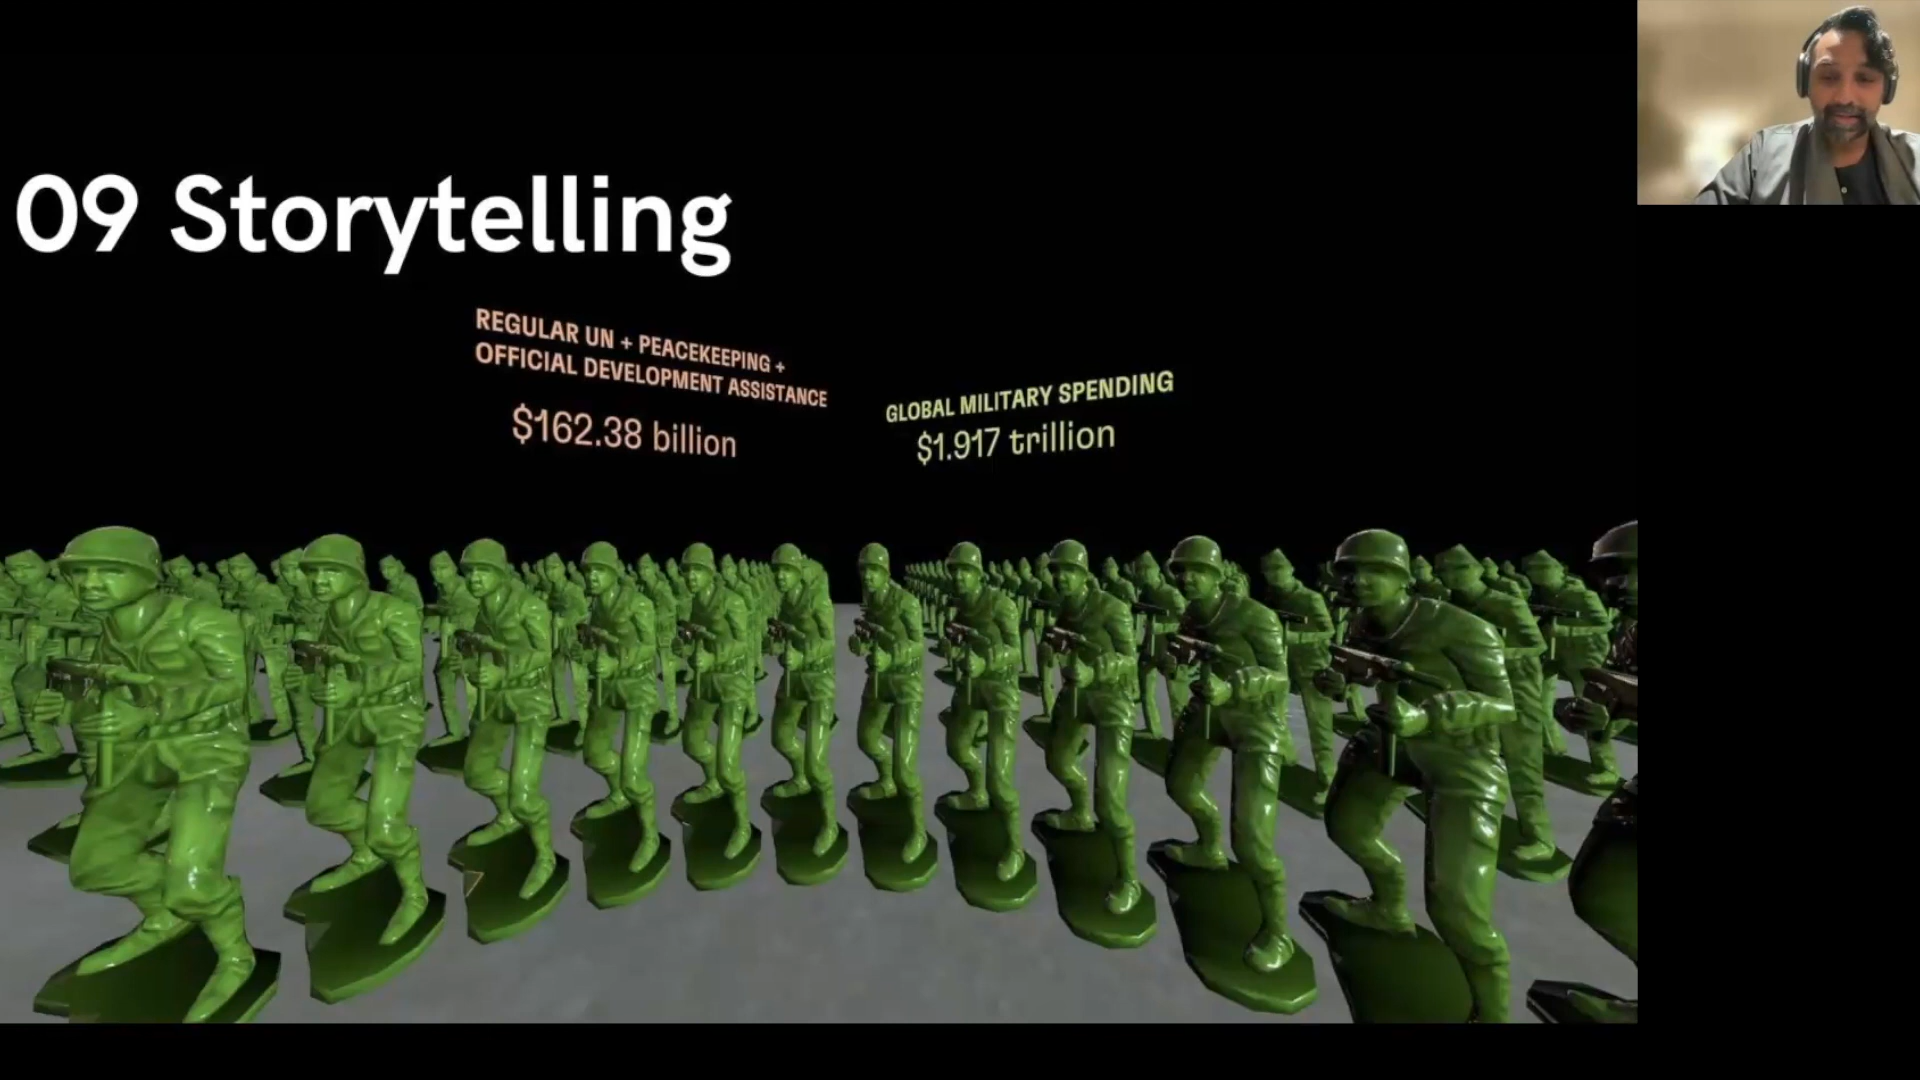 09 Storytelling
REGULAR UN + PEACEKEEPING +
OFFICIAL DEVELOPMENT ASSISTANCE
$162.38 billion
GLOBAL MILITARY SPENDING
$1.917 trillion